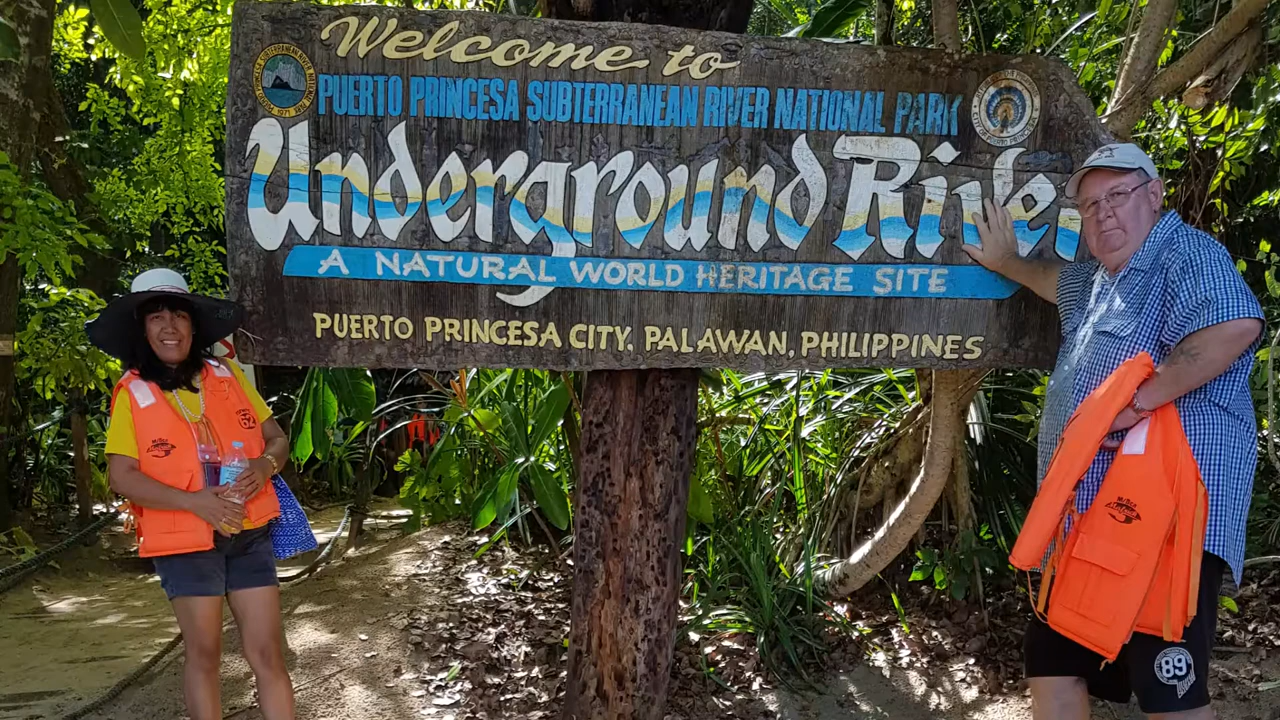 Welcome to
PUERTO PRINCESA SUBTERRANEAN RIVER NATIONAL PARK
Underground River
A NATURAL WORLD HERITAGE SITE
PUERTO PRINCESA CITY, PALAWAN, PHILIPPINES
62
89